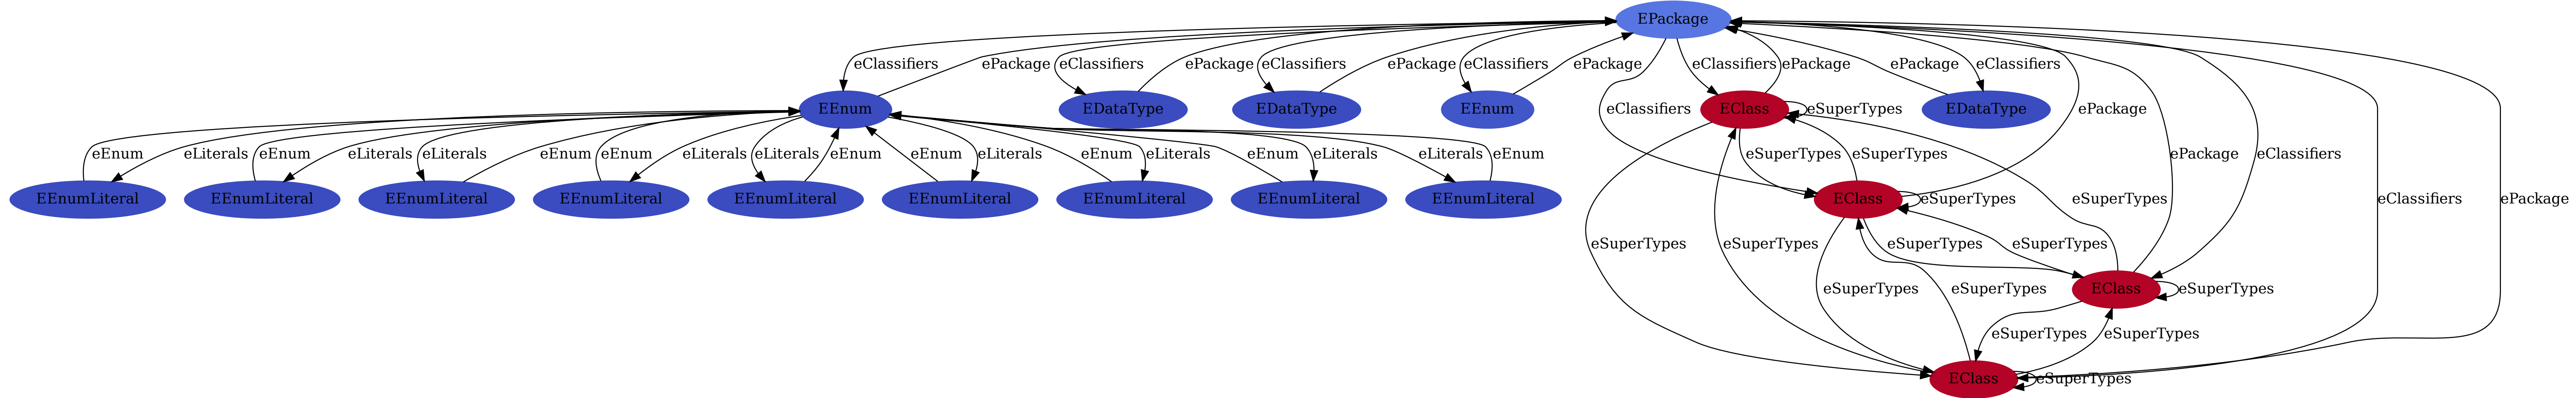 EPackage
eClassifiers ePackage eClassifiers ePackage eClassifiers ePackage eClassifiers ePackage eClassifiers ePackage ePackage eClassifiers
EEnum EDataType EDataType EEnum eClassifiers EClass eSuperTypes EDataType ePackage
eEnum eLiterals eEnum eLiterals eLiterals eEnum eEnum eLiterals eLiterals eEnum eEnum eLiterals eEnum eLiterals eEnum eLiterals eLiterals eEnum eSuperTypes eSuperTypes ePackage eClassifiers
EEnumLiteral EEnumLiteral EEnumLiteral EEnumLiteral EEnumLiteral EEnumLiteral EEnumLiteral EEnumLiteral EEnumLiteral EClass eSuperTypes eSuperTypes eClassifiers ePackage
eSuperTypes eSuperTypes eSuperTypes eSuperTypes
eSuperTypes eSuperTypes EClass eSuperTypes
eSuperTypes eSuperTypes
EClass eSuperTypes